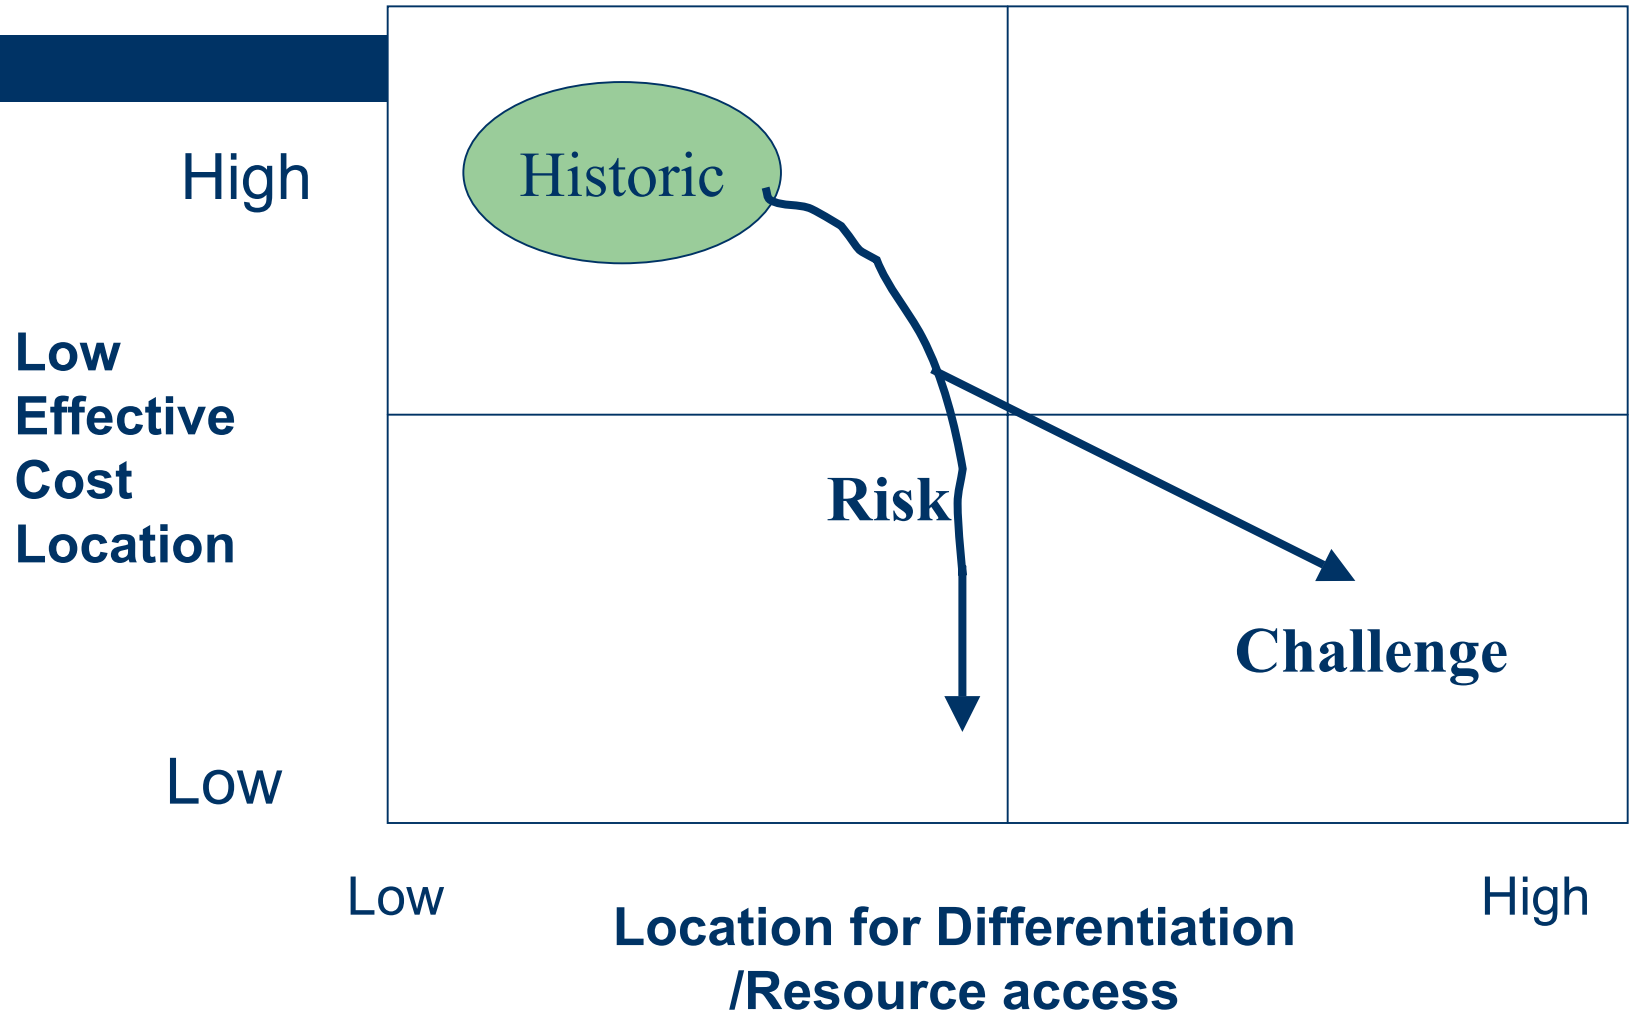 High
Historic
Low
Effective
Cost
Location
Risk
Challenge
Low
Low
High
Location for Differentiation
/Resource access